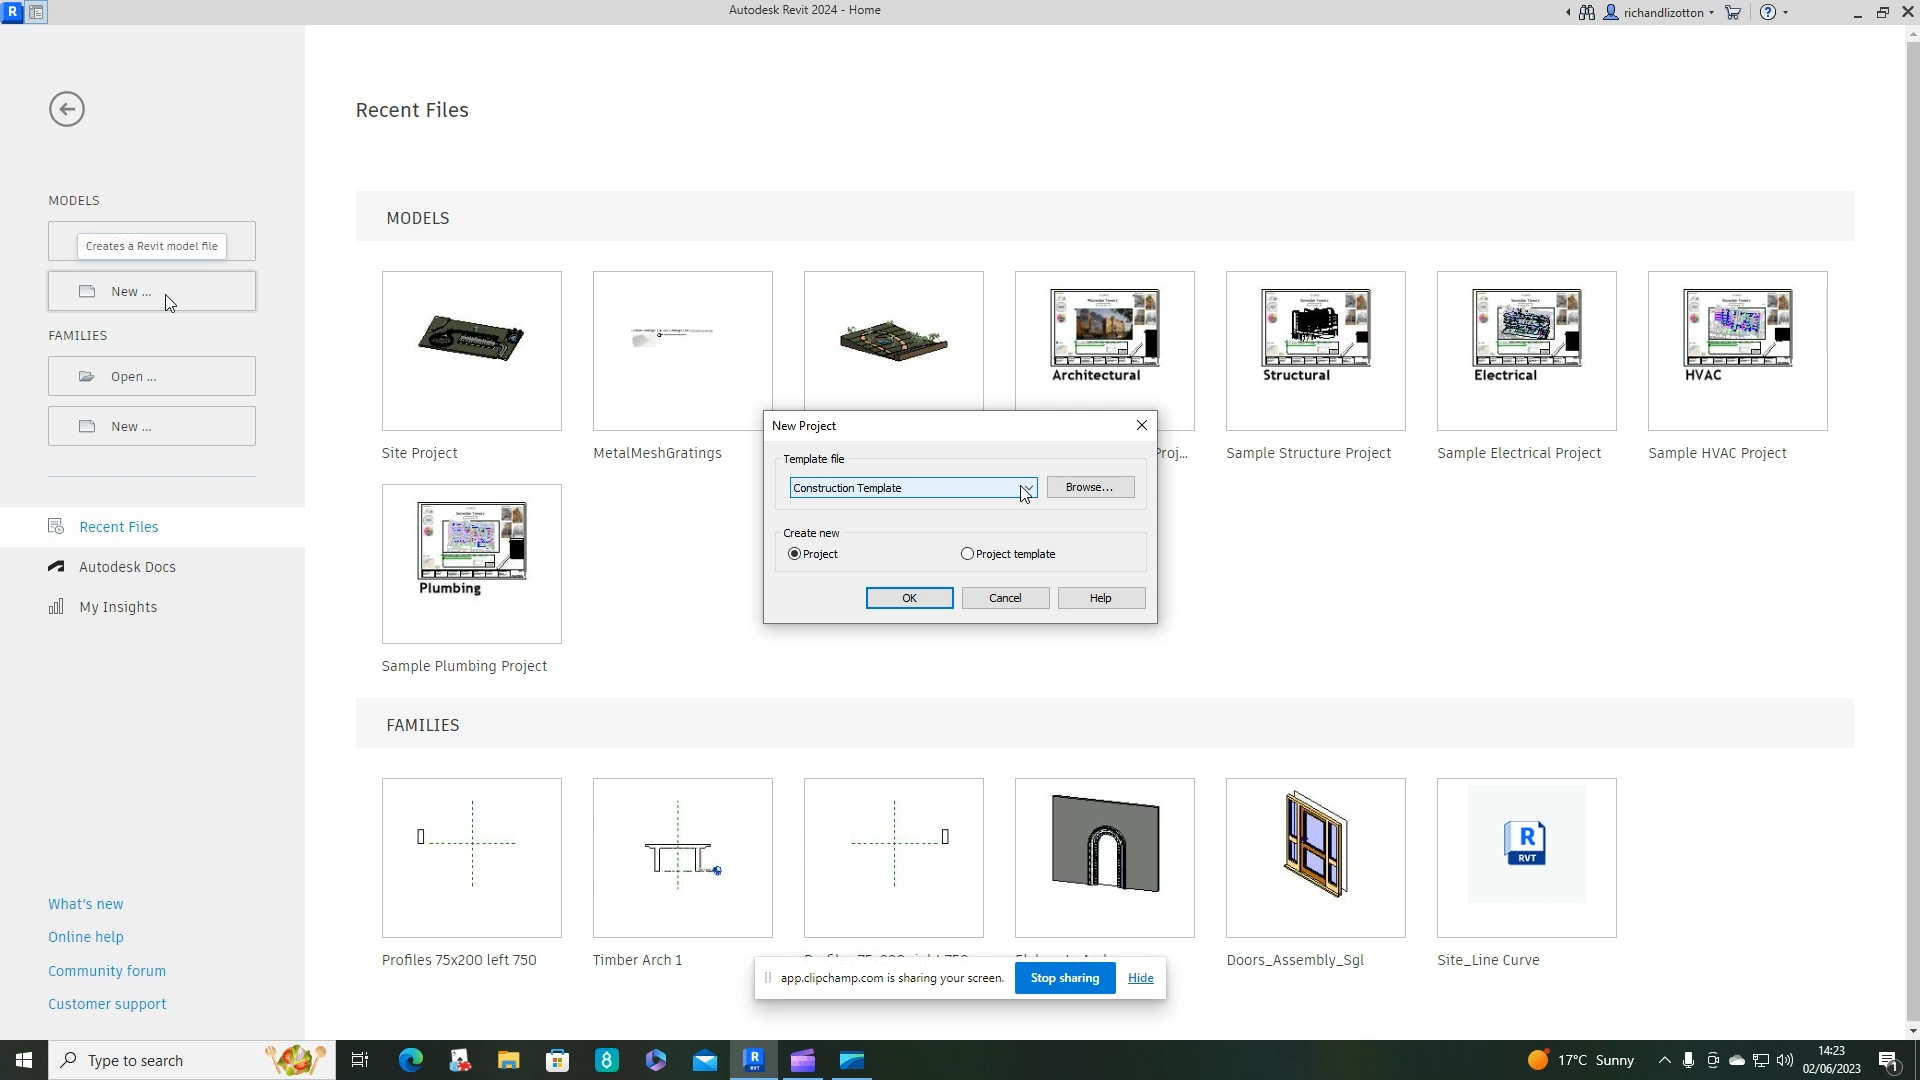 R
Autodesk Revit 2024 - Home
richandlizotton
Recent Files
MODELS
Creates a Revit model file
New ...
FAMILIES
Open ...
New ...
Recent Files
Autodesk Docs
My Insights
What's new
Online help
Community forum
Customer support
MODELS
Architectural
Structural
Electrical
HVAC
Site Project
MetalMeshGratings
Proj...
Sample Structure Project
Sample Electrical Project
Sample HVAC Project
Plumbing
Sample Plumbing Project
New Project
Template file
Construction Template
Browse...
Create new
Project
Project template
OK
Cancel
Help
FAMILIES
R
RVT
Profiles 75x200 left 750
Timber Arch 1
Doors_Assembly_Sgl
Site_Line Curve
app.clipchamp.com is sharing your screen.
Stop sharing
Hide
Type to search
17°C Sunny
14:23
02/06/2023
1